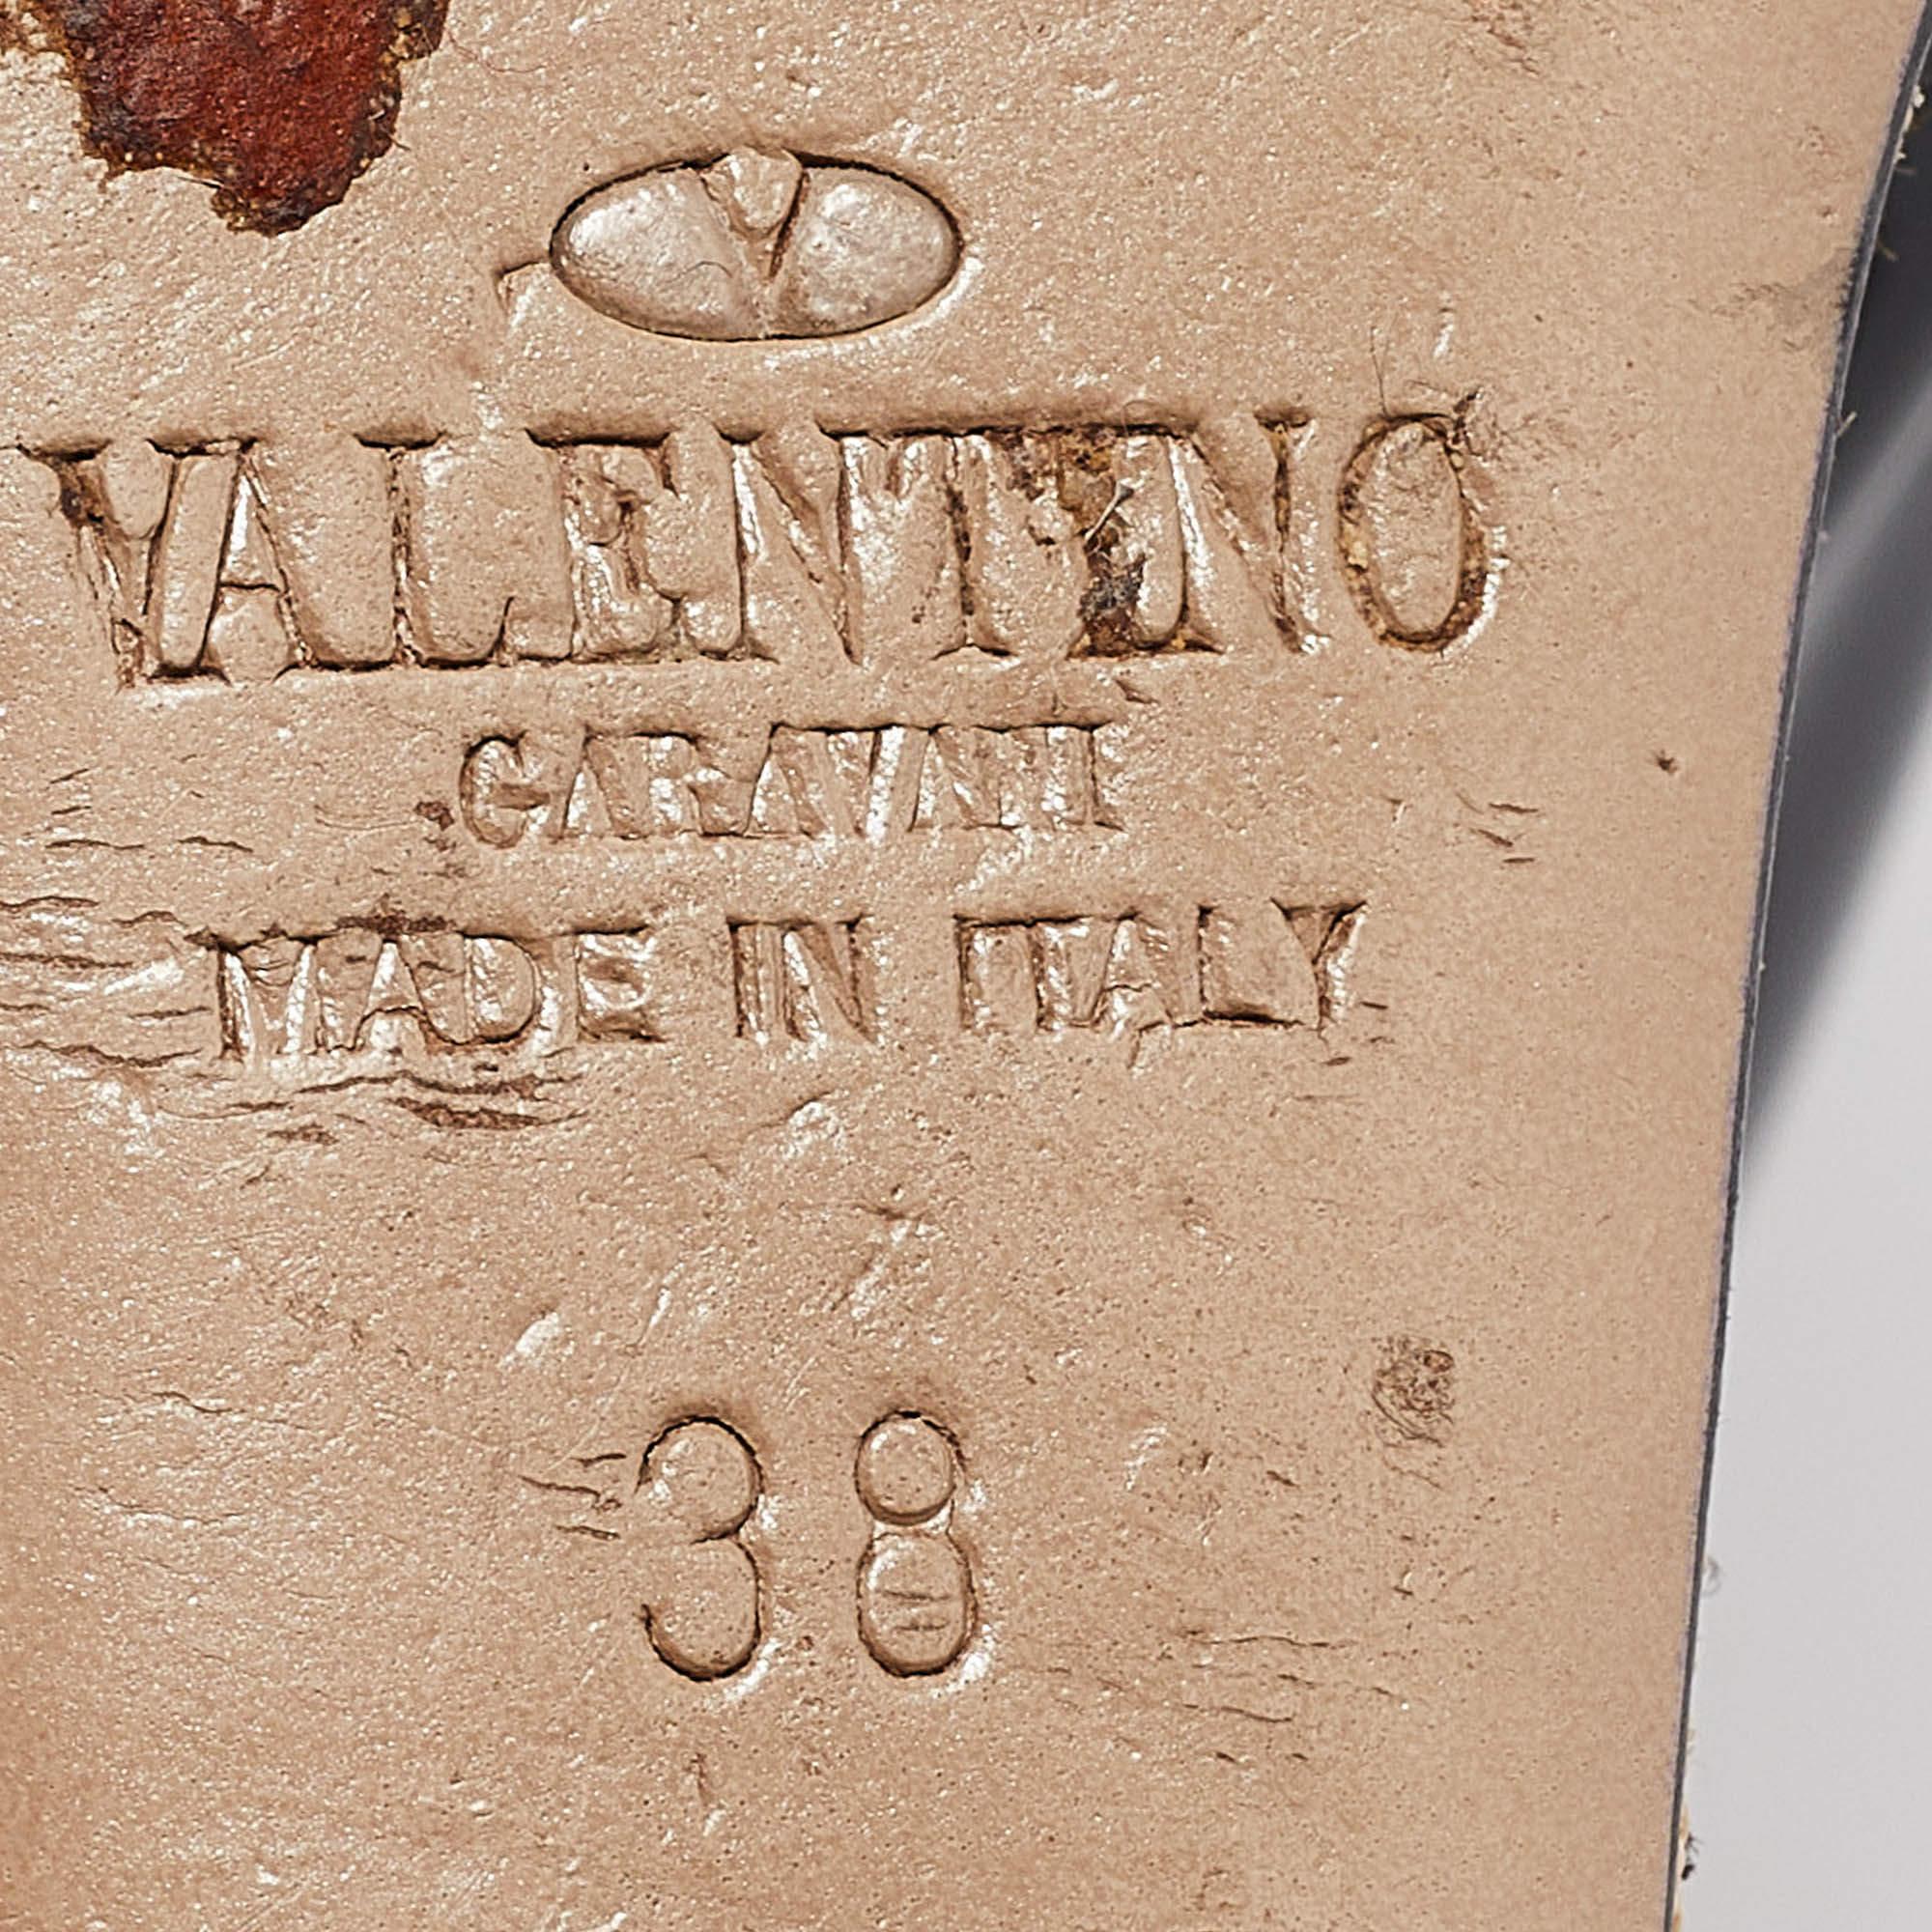 VALENTINO
GARAVANI
MADE IN ITALY
38